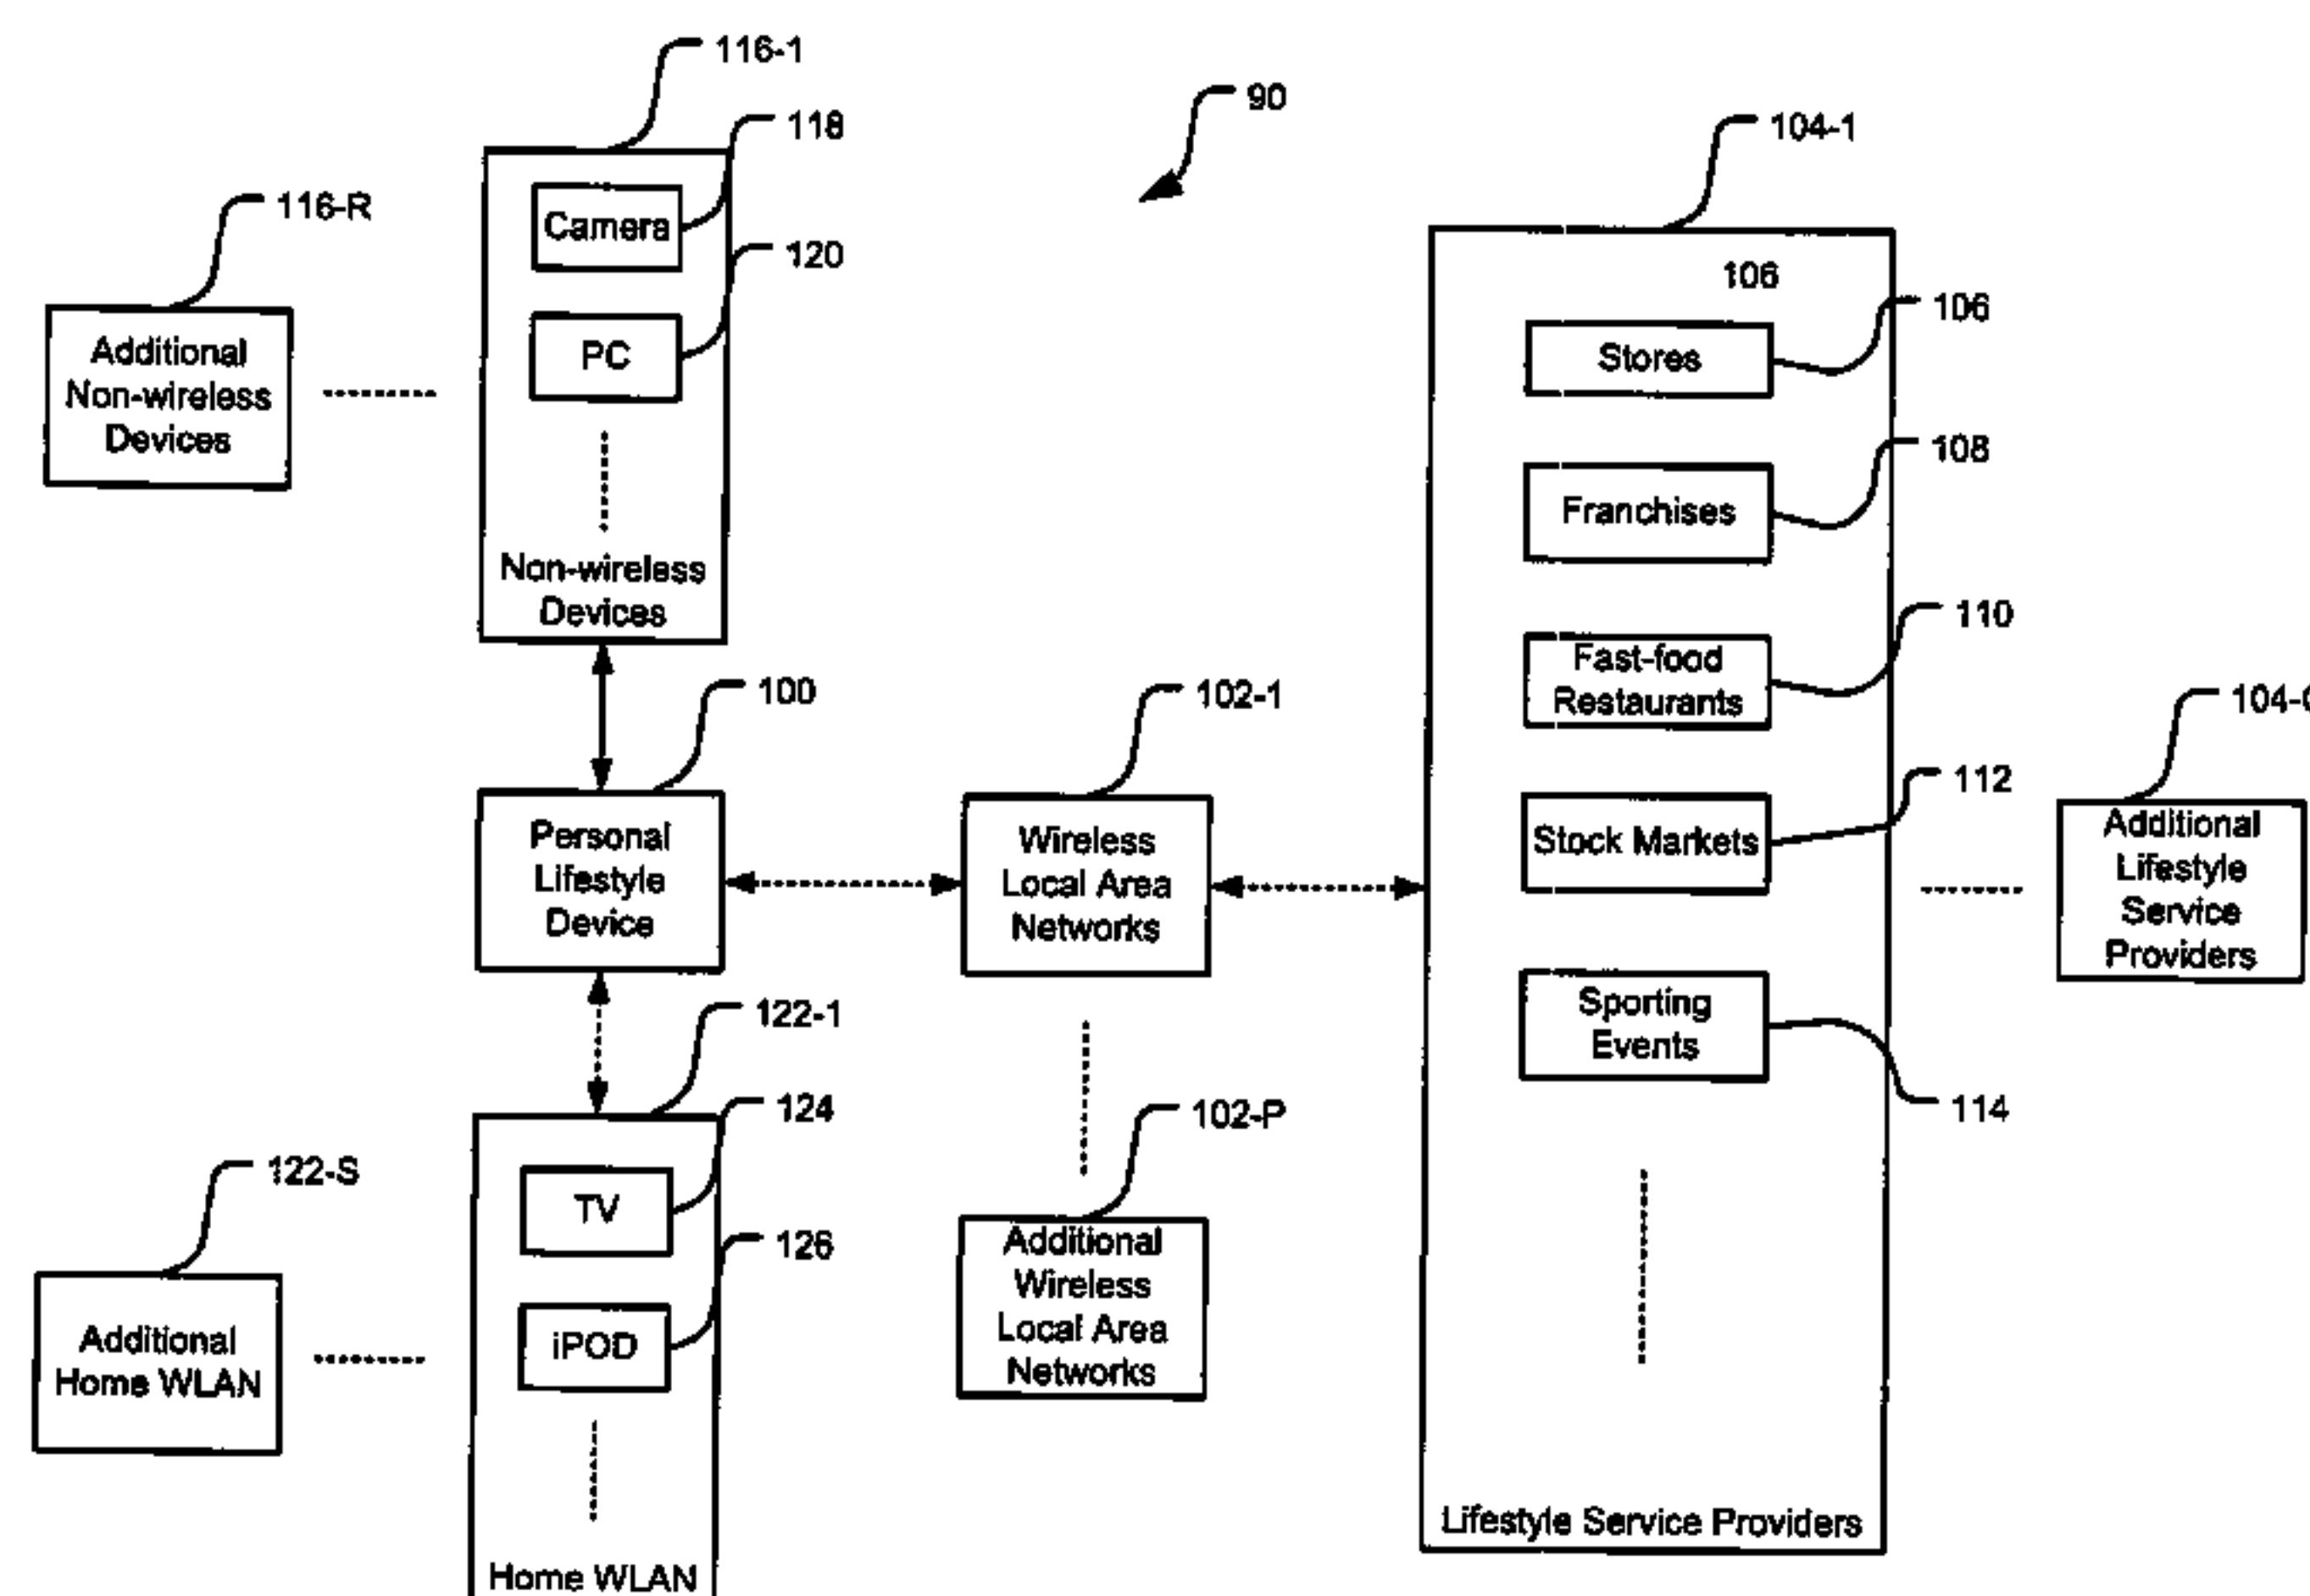 116-1
118
90
104-1
116-R
Camera
120
106
106
Additional
Non-wireless
Devices
PC
Stores
108
Franchises
Non-wireless
Devices
110
Fast-food
Restaurants
100
102-1
104-
112
Personal
Lifestyle
Device
Wireless
Local Area
Networks
Stock Markets
Additional
Lifestyle
Service
Providers
122-1
Sporting
Events
124
102-P
114
122-S
TV
126
Additional
Wireless
Local Area
Networks
Additional
Home WLAN
iPOD
Lifestyle Service Providers
Home WLAN